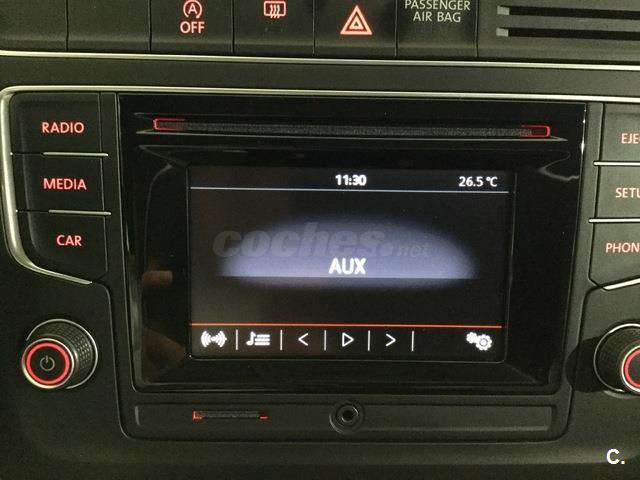 OFF
PASSENGER
AIR BAG
RADIO
EJE
MEDIA
SETU
CAR
PHON
11:30
26.5 °C
coches.net
AUX
C.